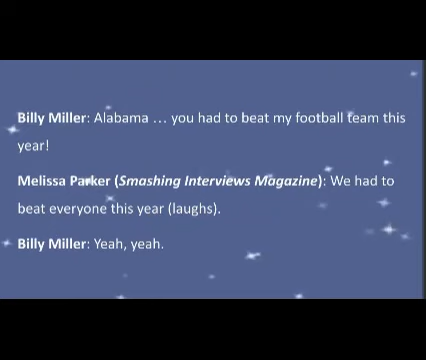 Billy Miller: Alabama … you had to beat my football team this
year!
Melissa Parker (Smashing Interviews Magazine): We had to
beat everyone this year (laughs).
Billy Miller: Yeah, yeah.